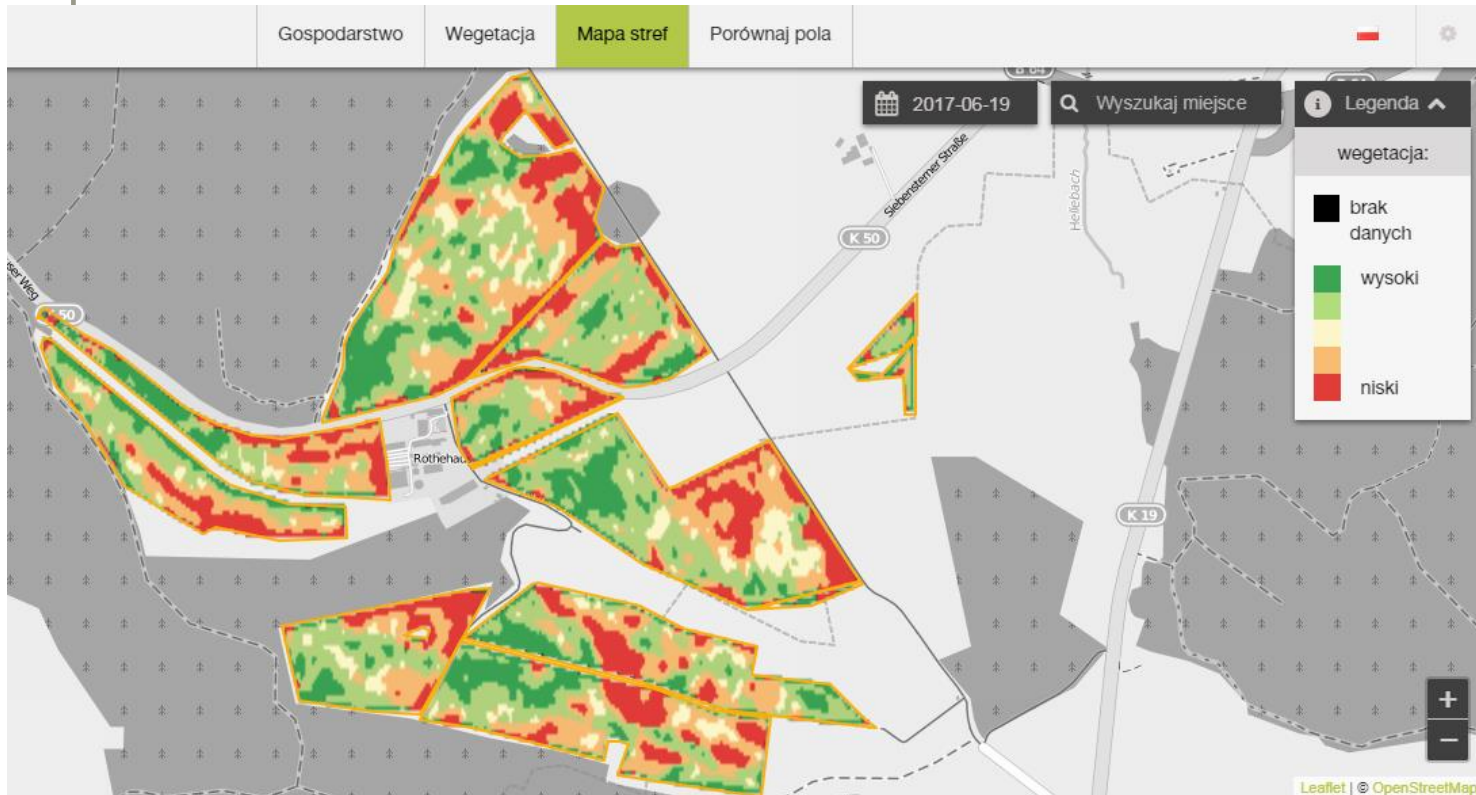 Gospodarstwo
Wegetacja
Mapa stref
Porównaj pola
2017-06-19
Wyszukaj miejsce
i
Legenda
wegetacja:
brak
danych
wysoki
niski
Siebensterner Straße
K 50
Hellebach
K 50
K 19
+
−
Leaflet | © OpenStreetMap